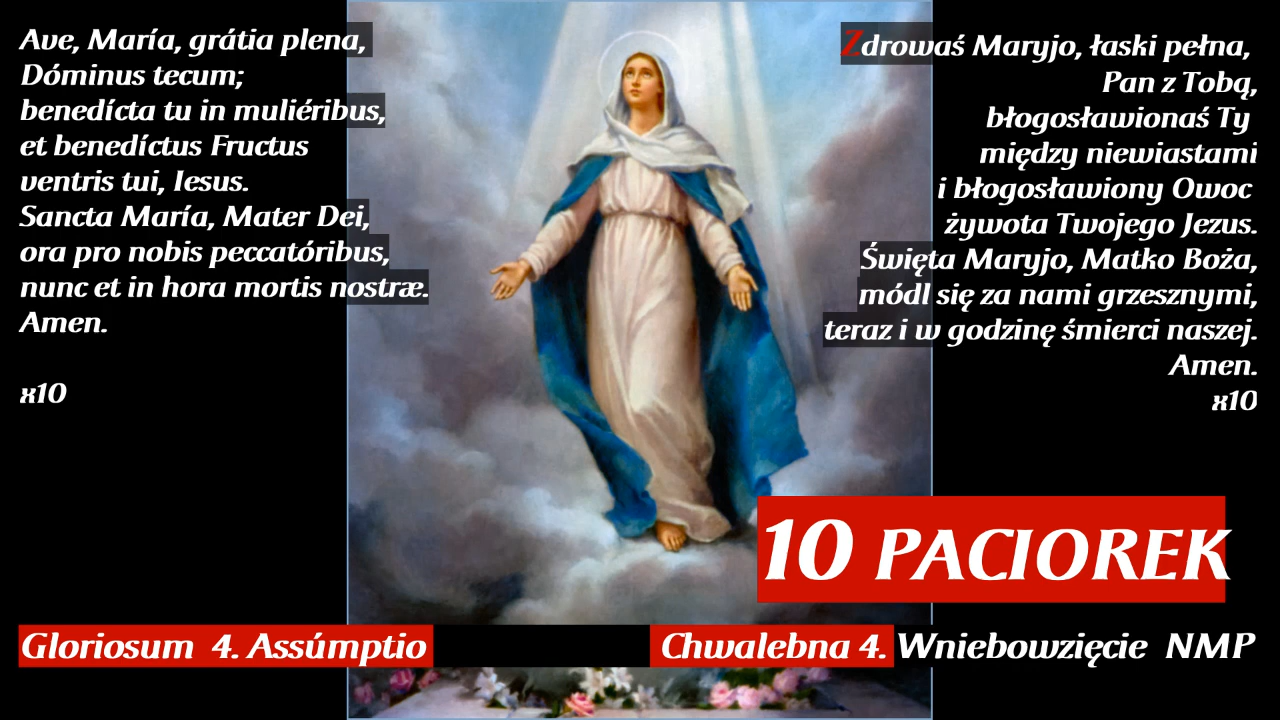 Ave, María, grátia plena,
Dóminus tecum;
benedícta tu in muliéribus,
et benedíctus Fructus
ventris tui, Iesus.
Sancta María, Mater Dei,
ora pro nobis peccatóribus,
nunc et in hora mortis nostræ.
Amen.
x10
Zdrowaś Maryjo, łaski pełna,
Pan z Tobą,
błogosławionaś Ty
między niewiastami
i błogosławiony Owoc
żywota Twojego Jezus.
Święta Maryjo, Matko Boża,
módl się za nami grzesznymi,
teraz i w godzinę śmierci naszej.
Amen.
x10
10 PACIOREK
Gloriosum 4. Assúmptio
Chwalebna 4. Wniebowzięcie NMP